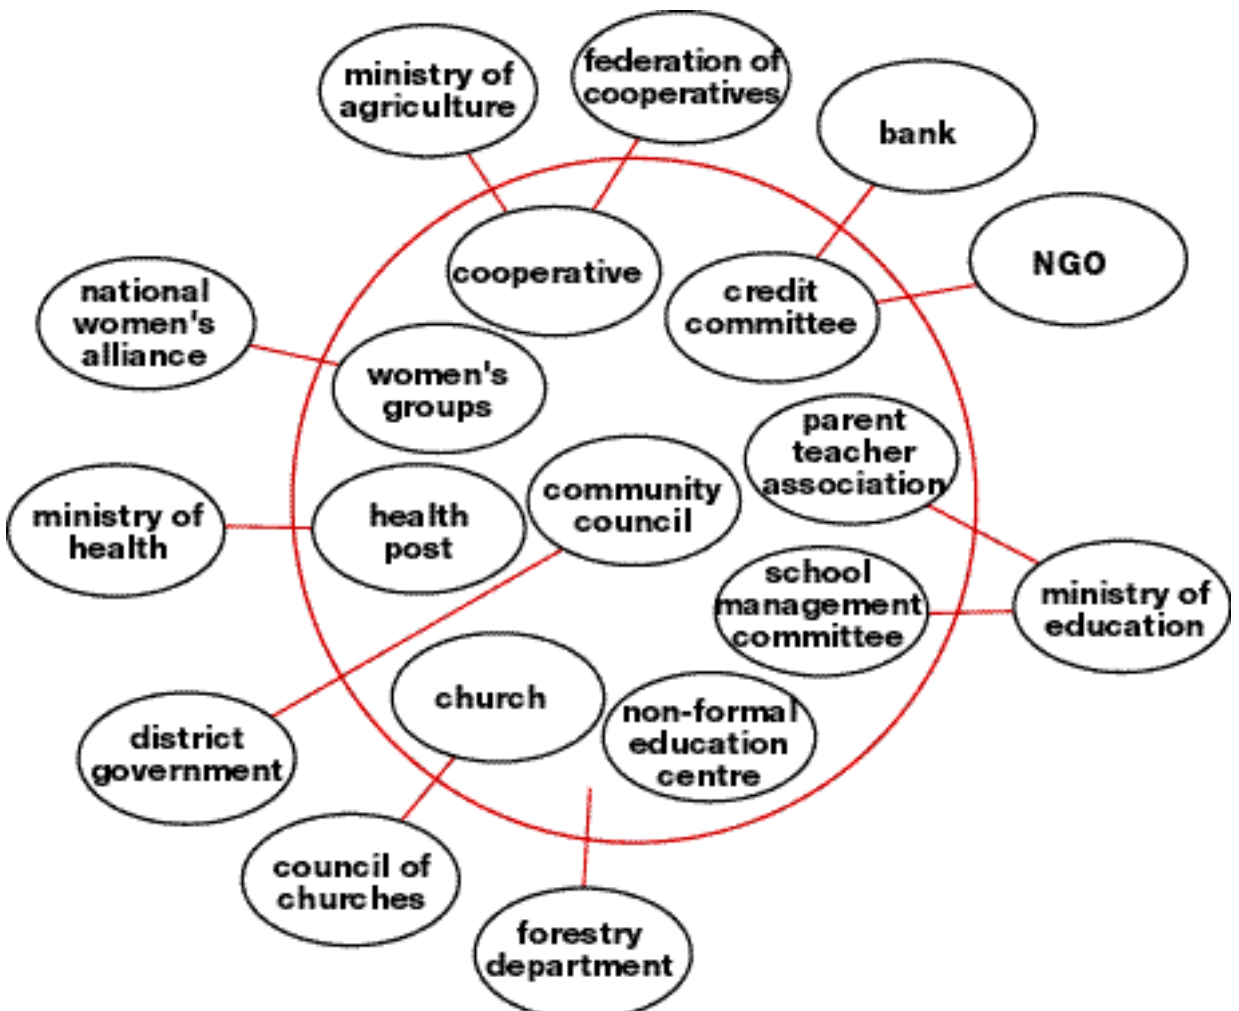 ministry of
agriculture
federation of
cooperatives
bank
NGO
cooperative
credit
committee
national
women's
alliance
women's
groups
parent
teacher
association
ministry of
health
health
post
community
council
school
management
committee
ministry of
education
church
non-formal
education
centre
district
government
council of
churches
forestry
department